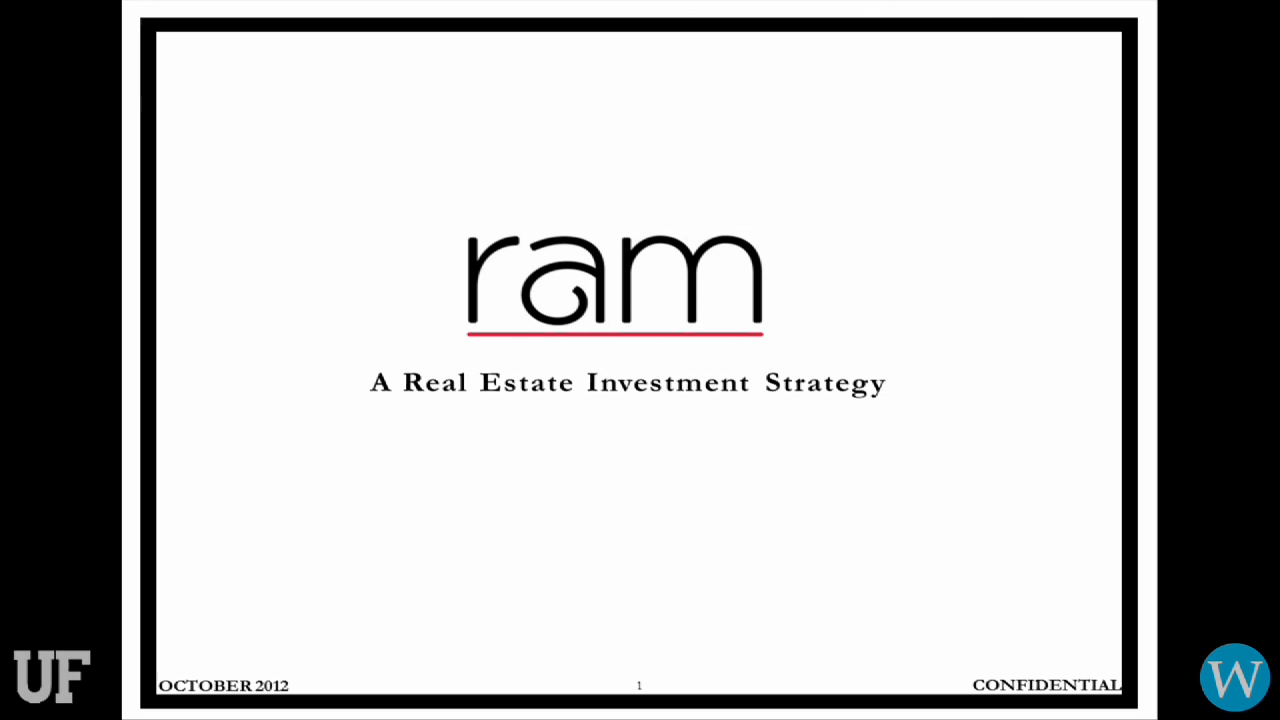 ram
A Real Estate Investment Strategy
OCTOBER 2012 1 CONFIDENTIAL
UF W